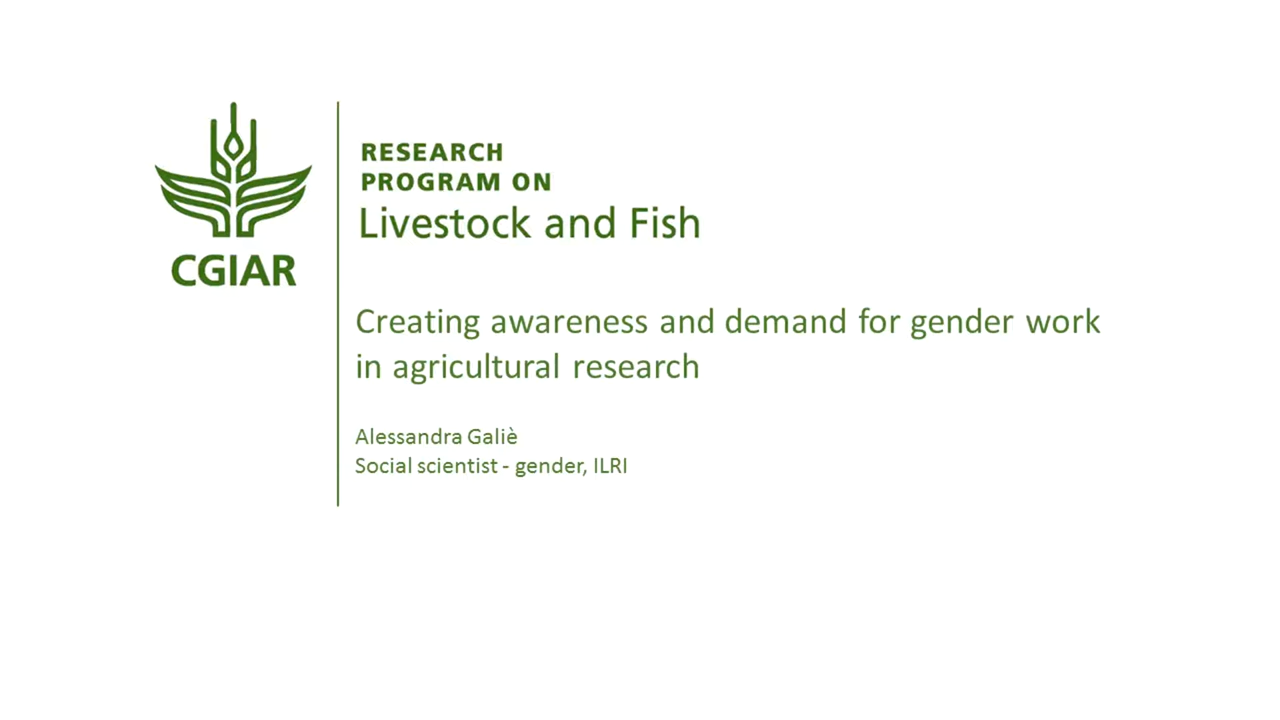 CGIAR
RESEARCH
PROGRAM ON
Livestock and Fish
Creating awareness and demand for gender work
in agricultural research
Alessandra Galiè
Social scientist - gender, ILRI